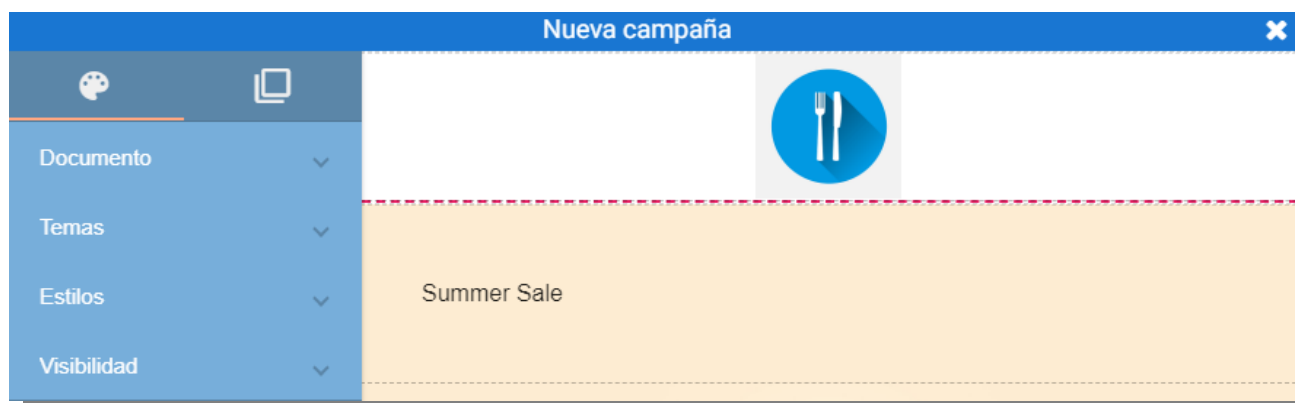 Nueva campaña
Documento
Temas
Estilos
Visibilidad
Summer Sale